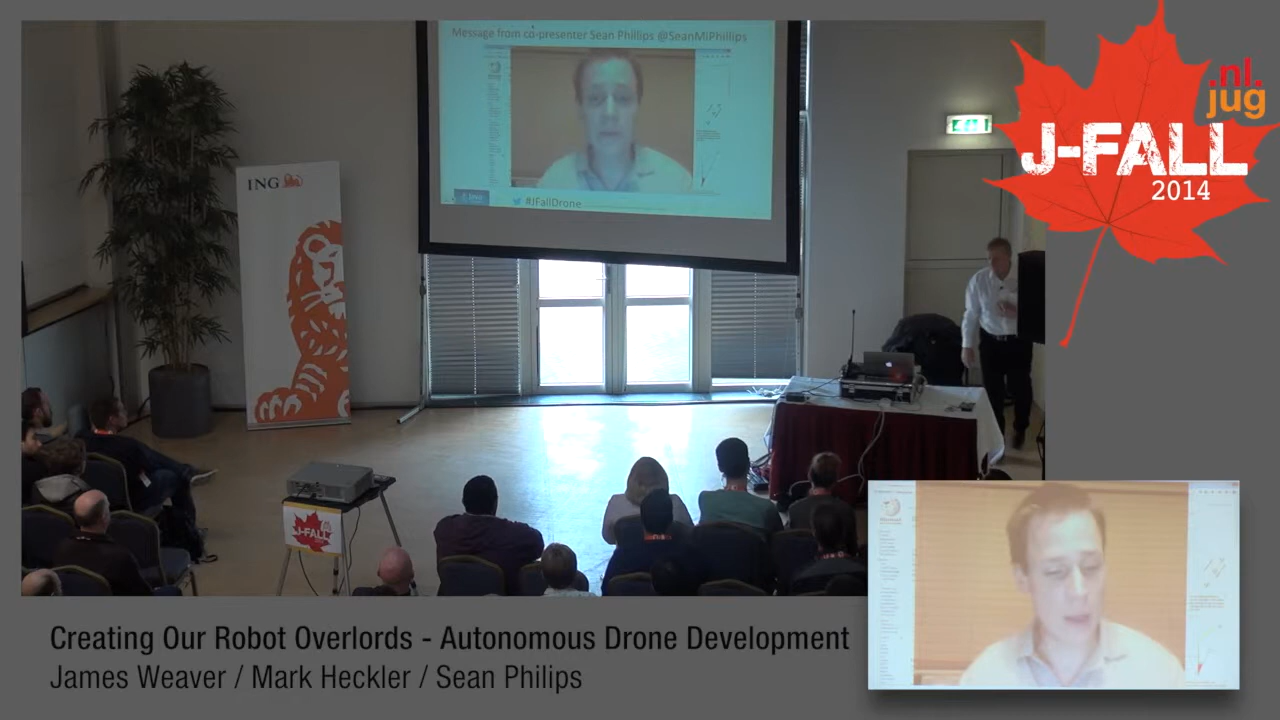 Message from co-presenter Sean Phillips @SeanMiPhillips
#JFallDrone
ING
.nl.
jug
J-FALL
2014
J-FALL
Creating Our Robot Overlords - Autonomous Drone Development
James Weaver / Mark Heckler / Sean Philips